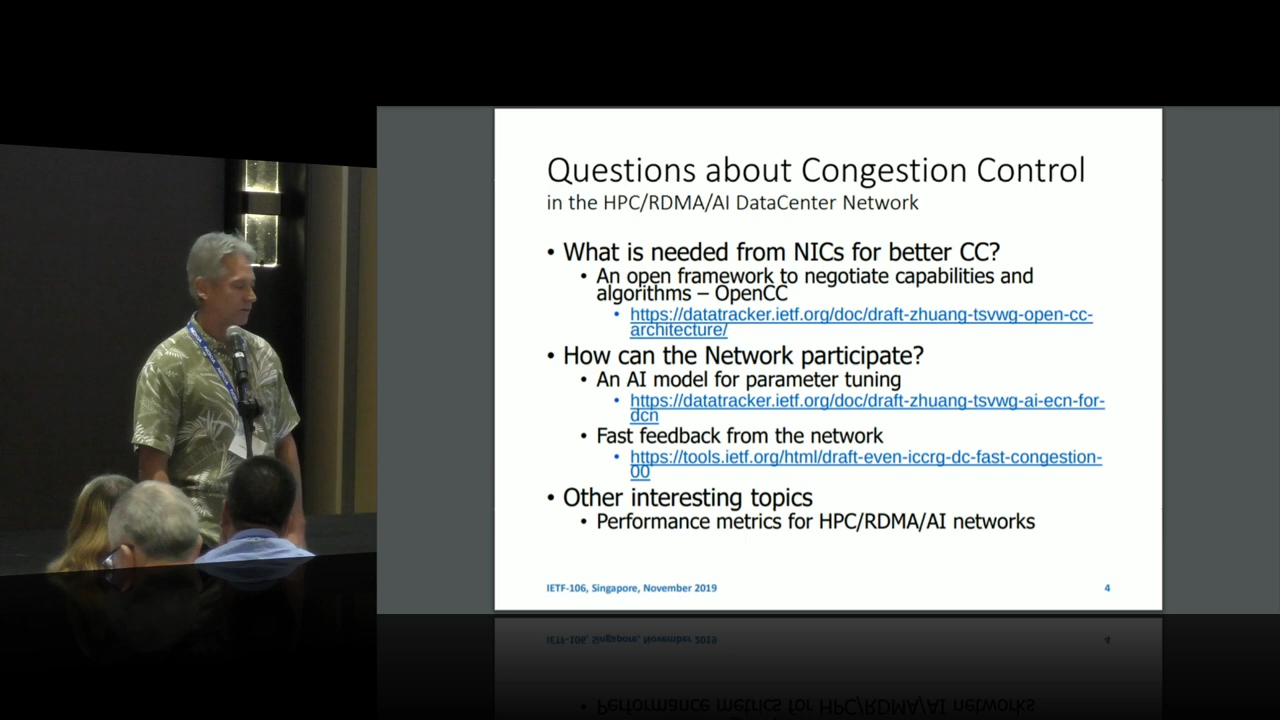 Questions about Congestion Control
in the HPC/RDMA/AI DataCenter Network
• What is needed from NICs for better CC?
• An open framework to negotiate capabilities and
algorithms – OpenCC
• https://datatracker.ietf.org/doc/draft-zhuang-tsvwg-open-cc-
architecture/
• How can the Network participate?
• An AI model for parameter tuning
• https://datatracker.ietf.org/doc/draft-zhuang-tsvwg-ai-ecn-for-
dcn
• Fast feedback from the network
• https://tools.ietf.org/html/draft-even-iccrg-dc-fast-congestion-
00
• Other interesting topics
• Performance metrics for HPC/RDMA/AI networks
IETF-106, Singapore, November 2019
4